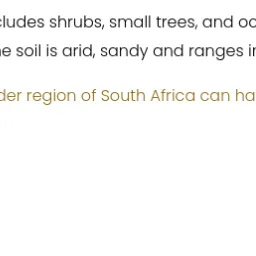 cludes shrubs, small trees, and oc
e soil is arid, sandy and ranges i
der region of South Africa can ha